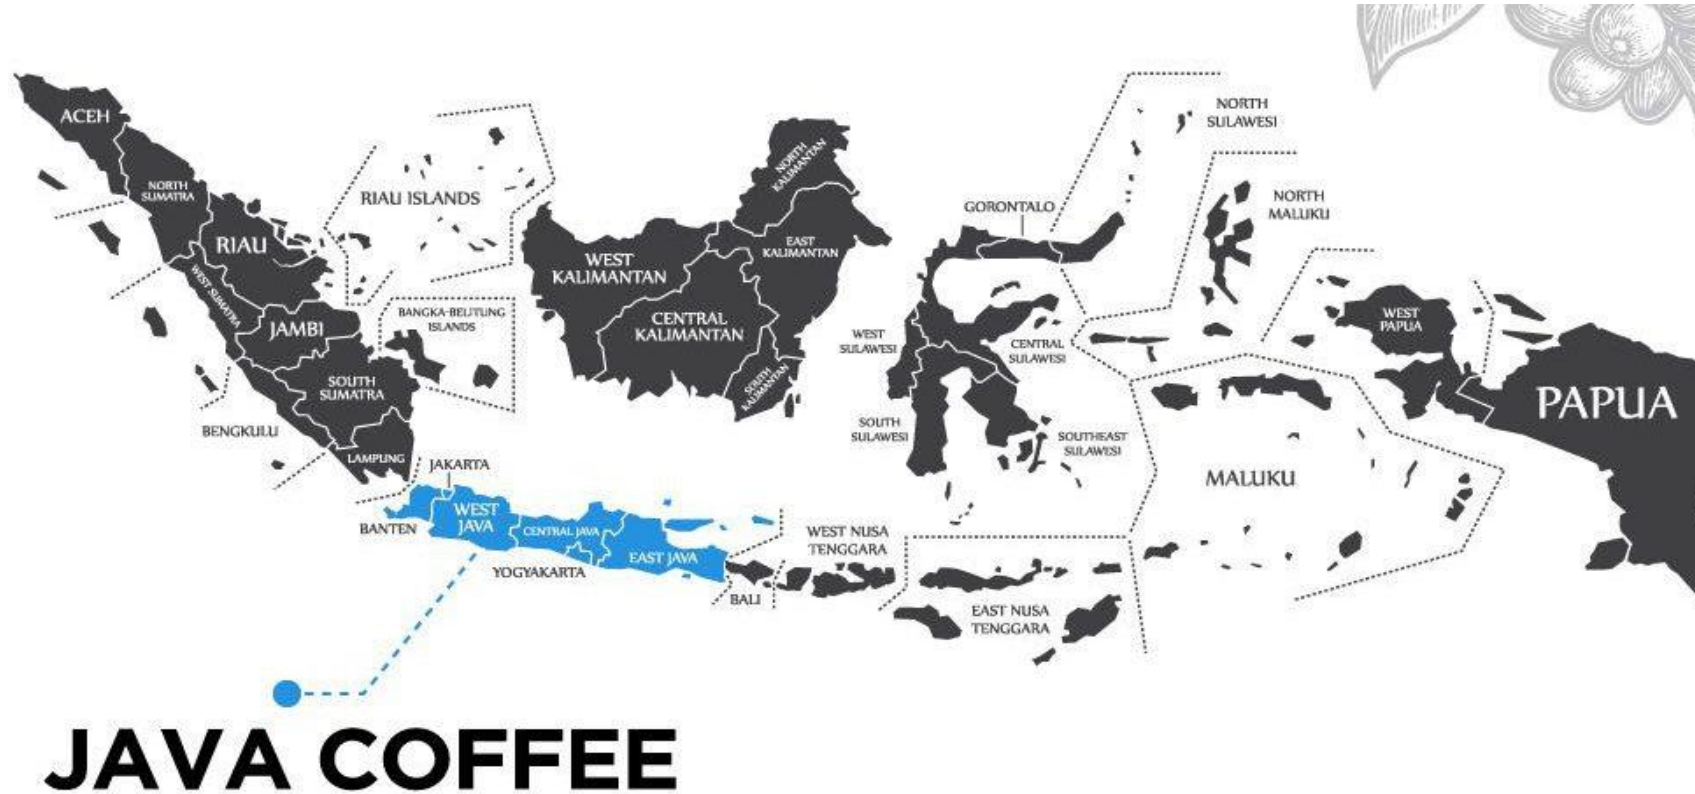 ACEH
NORTH
SUMATRA
RIAU
WEST SUMATRA
JAMBI
SOUTH
SUMATRA
BENGKULU
LAMPUNG
RIAU ISLANDS
BANGKA-BELITUNG
ISLANDS
JAKARTA
BANTEN
WEST
JAVA
CENTRAL JAVA
YOGYAKARTA
EAST JAVA
BALI
WEST NUSA
TENGGARA
EAST NUSA
TENGGARA
WEST
KALIMANTAN
CENTRAL
KALIMANTAN
SOUTH
KALIMANTAN
EAST
KALIMANTAN
NORTH
KALIMANTAN
GORONTALO
NORTH
SULAWESI
WEST
SULAWESI
CENTRAL
SULAWESI
SOUTH
SULAWESI
SOUTHEAST
SULAWESI
NORTH
MALUKU
MALUKU
WEST
PAPUA
PAPUA
JAVA COFFEE